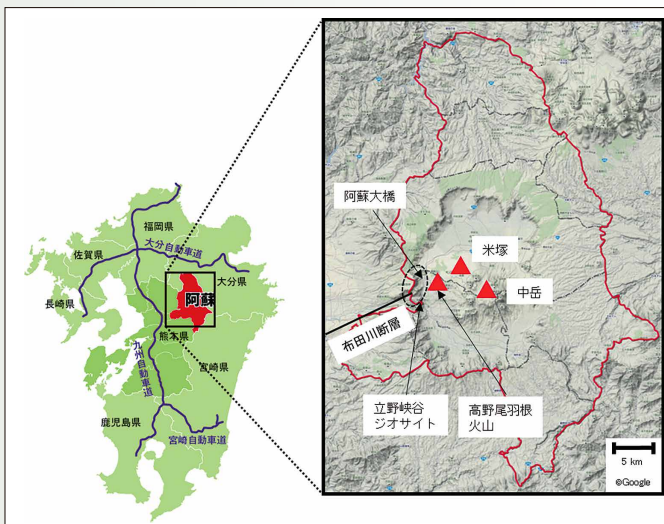 福岡県
佐賀県
大分自動車道
大分県
長崎県
阿蘇
熊本県
九州自動車道
宮崎県
鹿児島県
宮崎自動車道
阿蘇大橋
米塚
中岳
布田川断層
立野峡谷
ジオサイト
高野尾羽根
火山
5 km
©Google